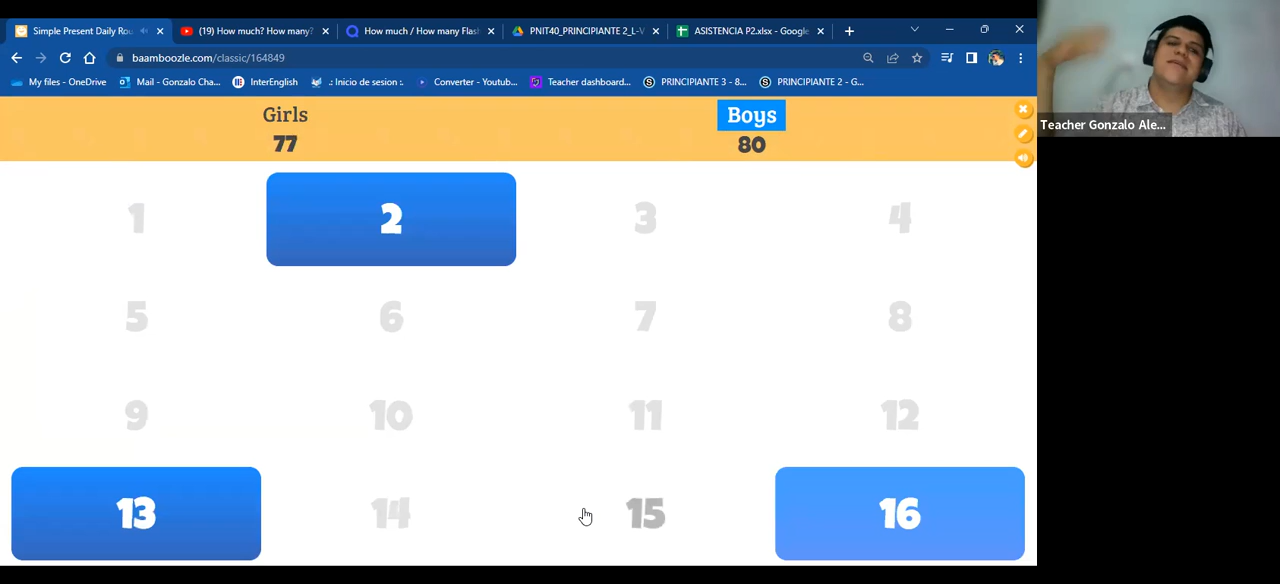 Simple Present Daily Rou
(19) How much? How many?
How much / How many Flas
PNIT40_PRINCIPIANTE 2_L-V
ASISTENCIA P2.xlsx - Google
baamboozle.com/classic/164849
My files - OneDrive
Mail - Gonzalo Cha...
InterEnglish
.: Inicio de sesion :.
Converter - Youtub...
Teacher dashboard...
PRINCIPIANTE 3 - 8...
PRINCIPIANTE 2 - G...
Teacher Gonzalo Ale...
Girls
Boys
77
80
1 2 3 4
5 6 7 8
9 10 11 12
13 14 15 16